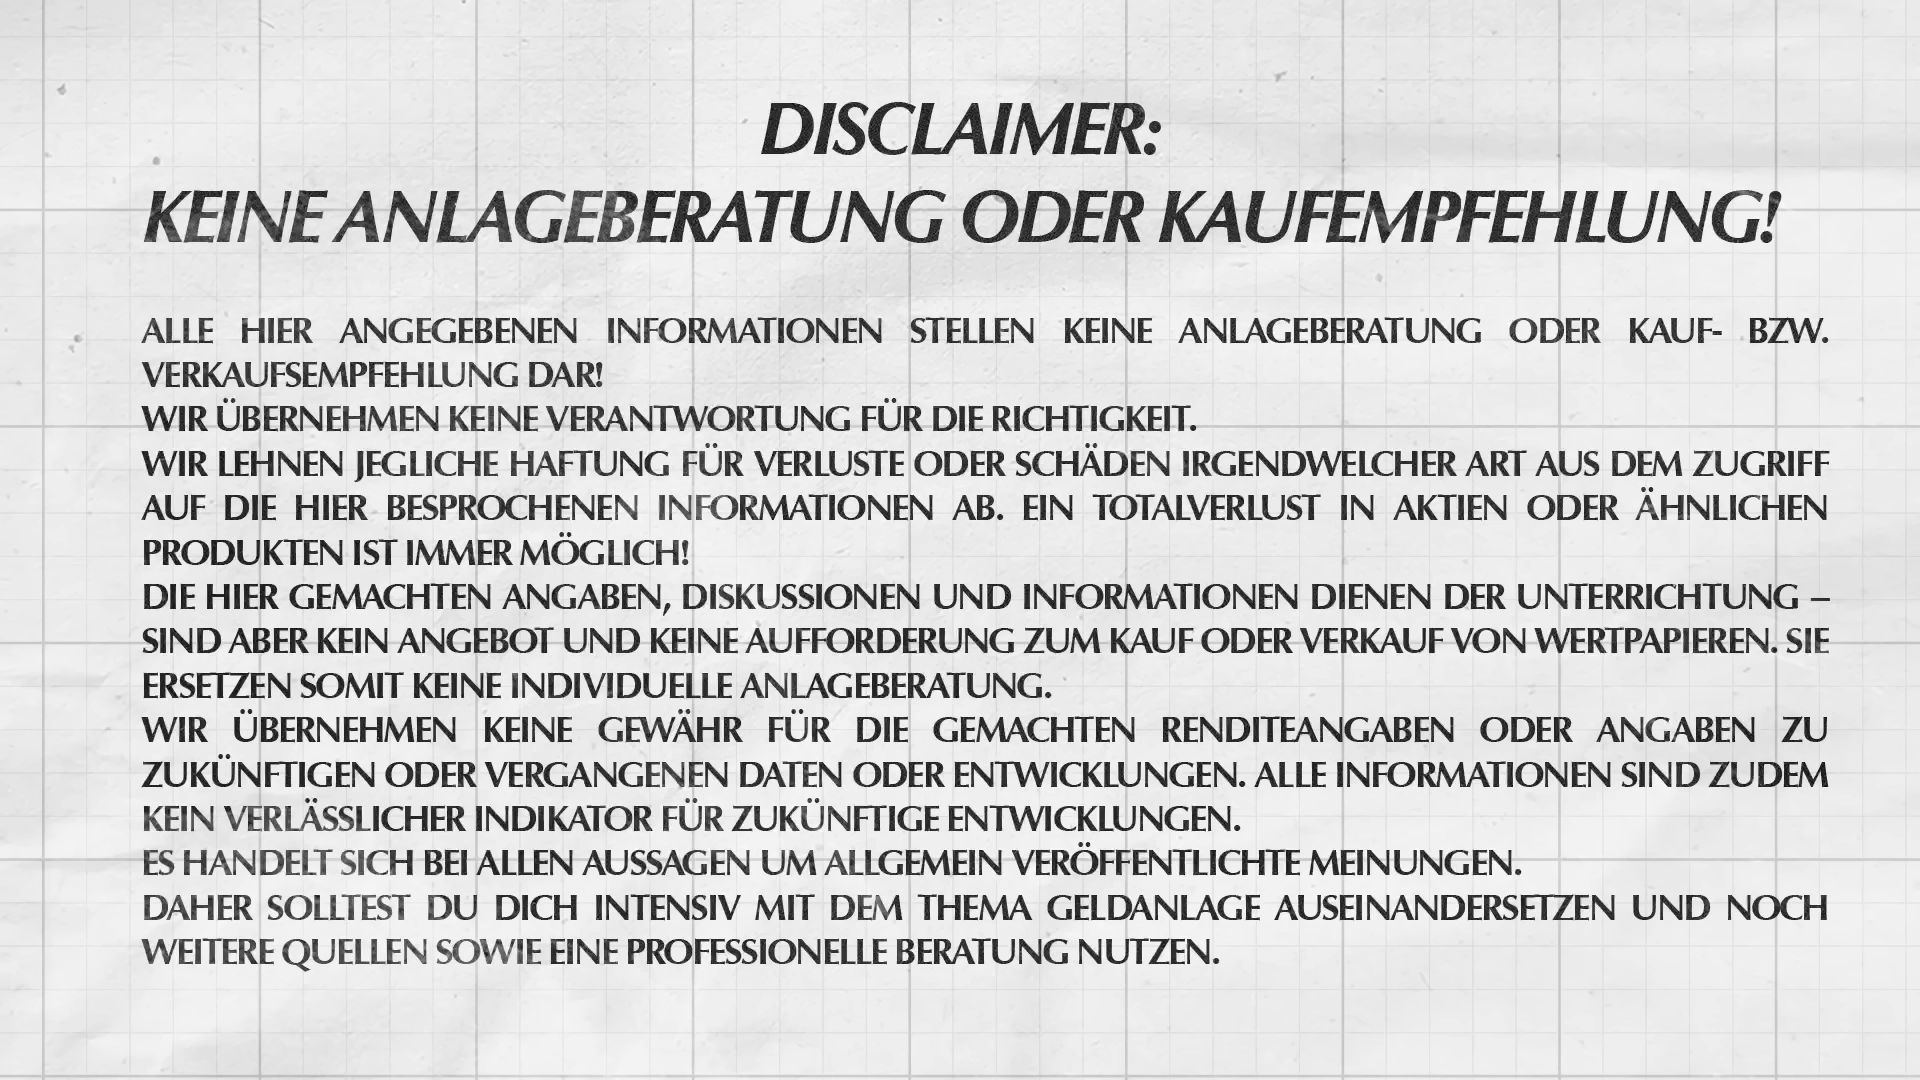 DISCLAIMER:
KEINE ANLAGEBERATUNG ODER KAUFEMPFEHLUNG!
ALLE HIER ANGEGEBENEN INFORMATIONEN STELLEN KEINE ANLAGEBERATUNG ODER KAUF- BZW.
VERKAUFSEMPFEHLUNG DAR!
WIR ÜBERNEHMEN KEINE VERANTWORTUNG FÜR DIE RICHTIGKEIT.
WIR LEHNEN JEGLICHE HAFTUNG FÜR VERLUSTE ODER SCHÄDEN IRGENDWELCHER ART AUS DEM ZUGRIFF
AUF DIE HIER BESPROCHENEN INFORMATIONEN AB. EIN TOTALVERLUST IN AKTIEN ODER ÄHNLICHEN
PRODUKTEN IST IMMER MÖGLICH!
DIE HIER GEMACHTEN ANGABEN, DISKUSSIONEN UND INFORMATIONEN DIENEN DER UNTERRICHTUNG –
SIND ABER KEIN ANGEBOT UND KEINE AUFFORDERUNG ZUM KAUF ODER VERKAUF VON WERTPAPIEREN. SIE
ERSETZEN SOMIT KEINE INDIVIDUELLE ANLAGEBERATUNG.
WIR ÜBERNEHMEN KEINE GEWÄHR FÜR DIE GEMACHTEN RENDITEANGABEN ODER ANGABEN ZU
ZUKÜNFTIGEN ODER VERGANGENEN DATEN ODER ENTWICKLUNGEN. ALLE INFORMATIONEN SIND ZUDEM
KEIN VERLÄSSLICHER INDIKATOR FÜR ZUKÜNFTIGE ENTWICKLUNGEN.
ES HANDELT SICH BEI ALLEN AUSSAGEN UM ALLGEMEIN VERÖFFENTLICHTE MEINUNGEN.
DAHER SOLLTEST DU DICH INTENSIV MIT DEM THEMA GELDANLAGE AUSEINANDERSETZEN UND NOCH
WEITERE QUELLEN SOWIE EINE PROFESSIONELLE BERATUNG NUTZEN.